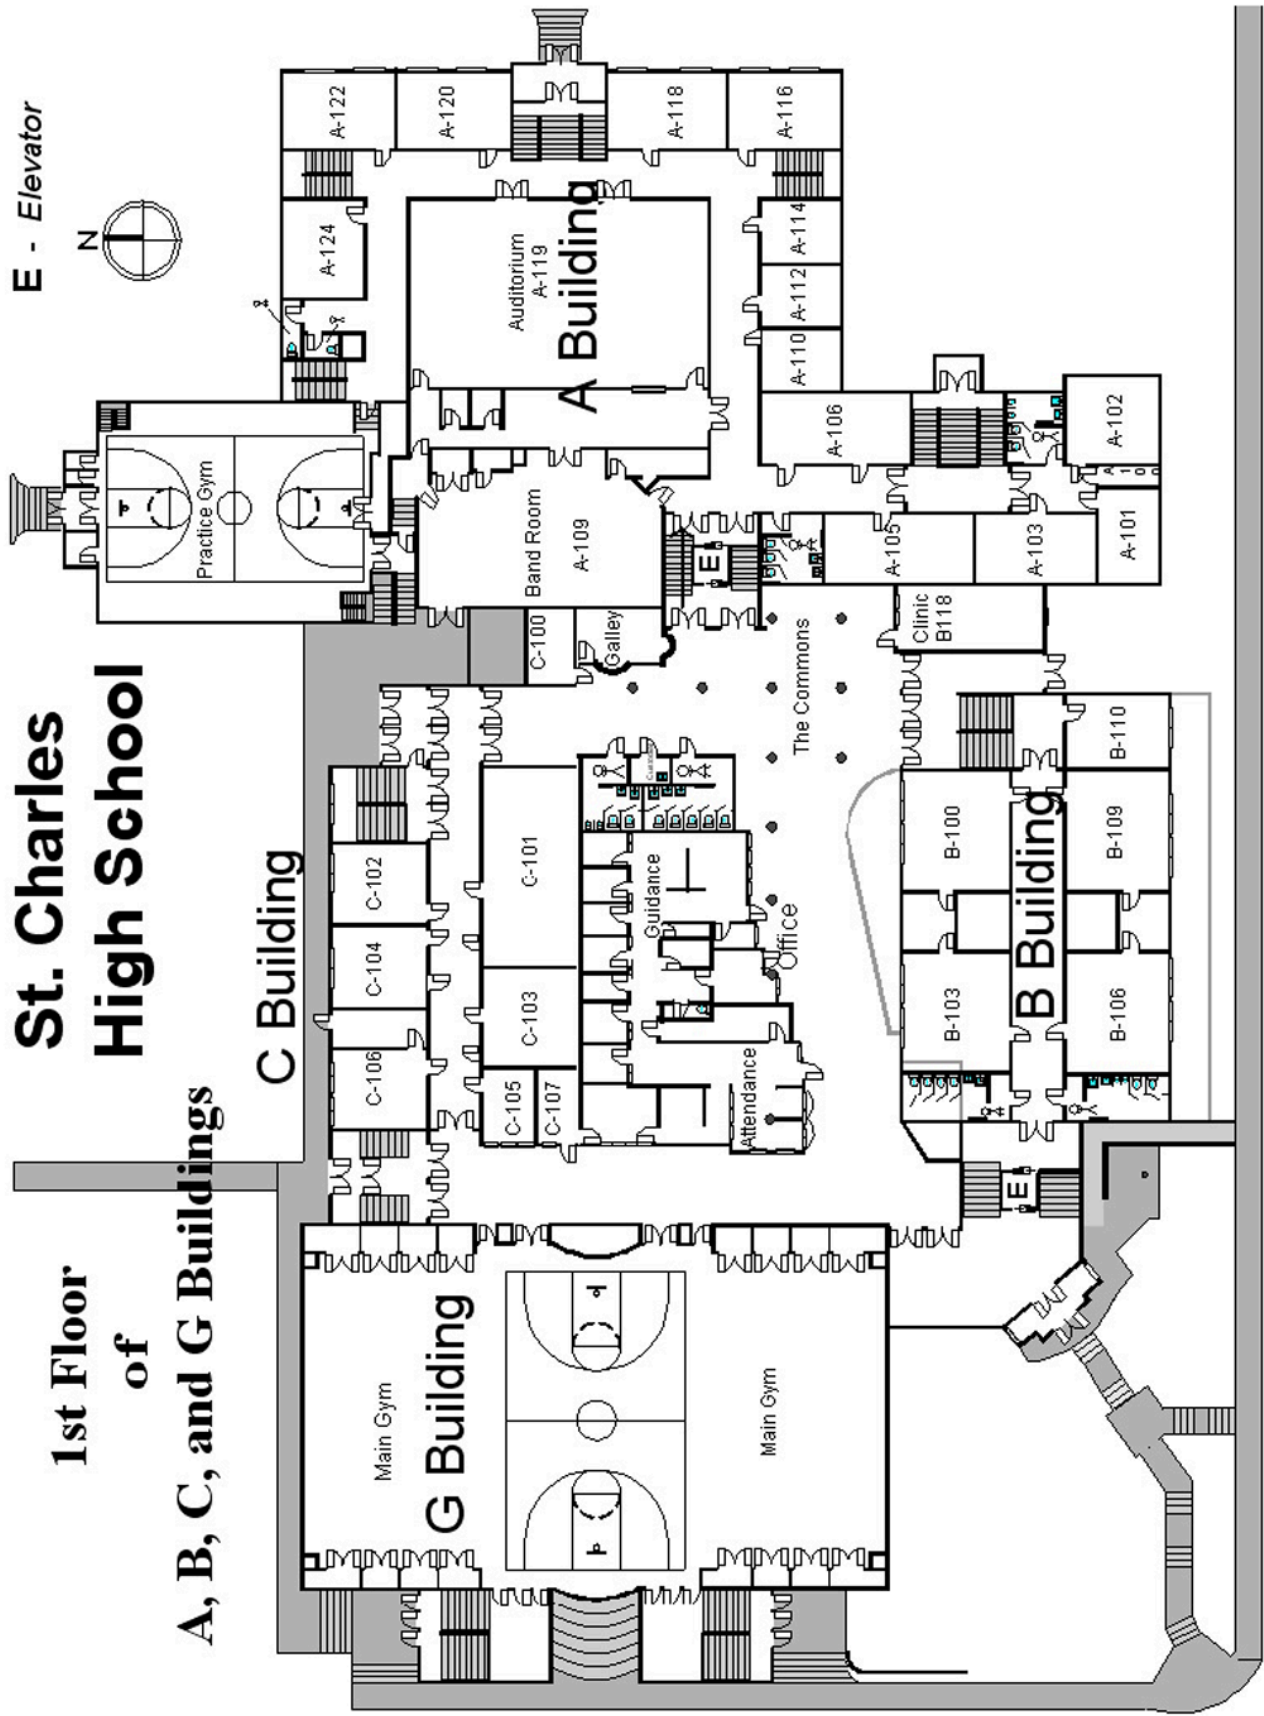 St. Charles
High School
1st Floor
of
A, B, C, and G Buildings
E - Elevator
N
C Building
Practice Gym
A-122
A-124
C-106
C-104
C-102
Main Gym
G Building
A-120
C-105
C-103
C-101
C-100
Band Room
A-109
Auditorium
A-119
A Building
C-107
Galley
Guidance
A-118
E
Attendance
Office
The Commons
Main Gym
A-116
A-114
A-112
A-110
A-106
A-105
Clinic
B118
B-103
B-100
E
B Building
A-103
A-102
A-101
A
1
0
0
B-106
B-109
B-110